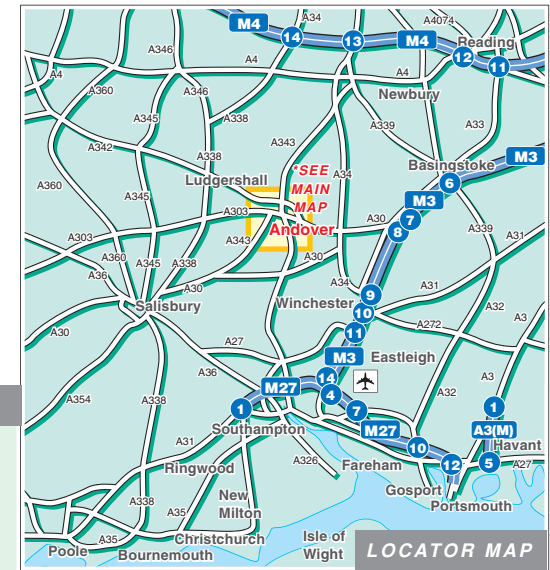 A34
A4074
M4
14
13
M4
Reading
A346
12
A4
A4
11
A4
A360
A346
Newbury
A345
A338
A339
A33
A343
A342
A338
Basingstoke
M3
*SEE
MAIN
MAP
A34
Ludgershall
6
A360
A345
M3
A303
7
A30
A339
Andover
8
A303
A343
A31
A30
A360
A345
A338
A36
A34
A30
9
A31
Salisbury
Winchester
10
A32
A3
11
A272
A30
A27
M3
Eastleigh
A36
14
A3
M27
4
A32
A354
A338
1
7
1
Southampton
M27
A3(M)
A31
10
Havant
A326
12
5
A27
Ringwood
Fareham
Gosport
New
Milton
Portsmouth
A338
A35
A35
Christchurch
Isle of
Wight
Poole
Bournemouth
LOCATOR MAP